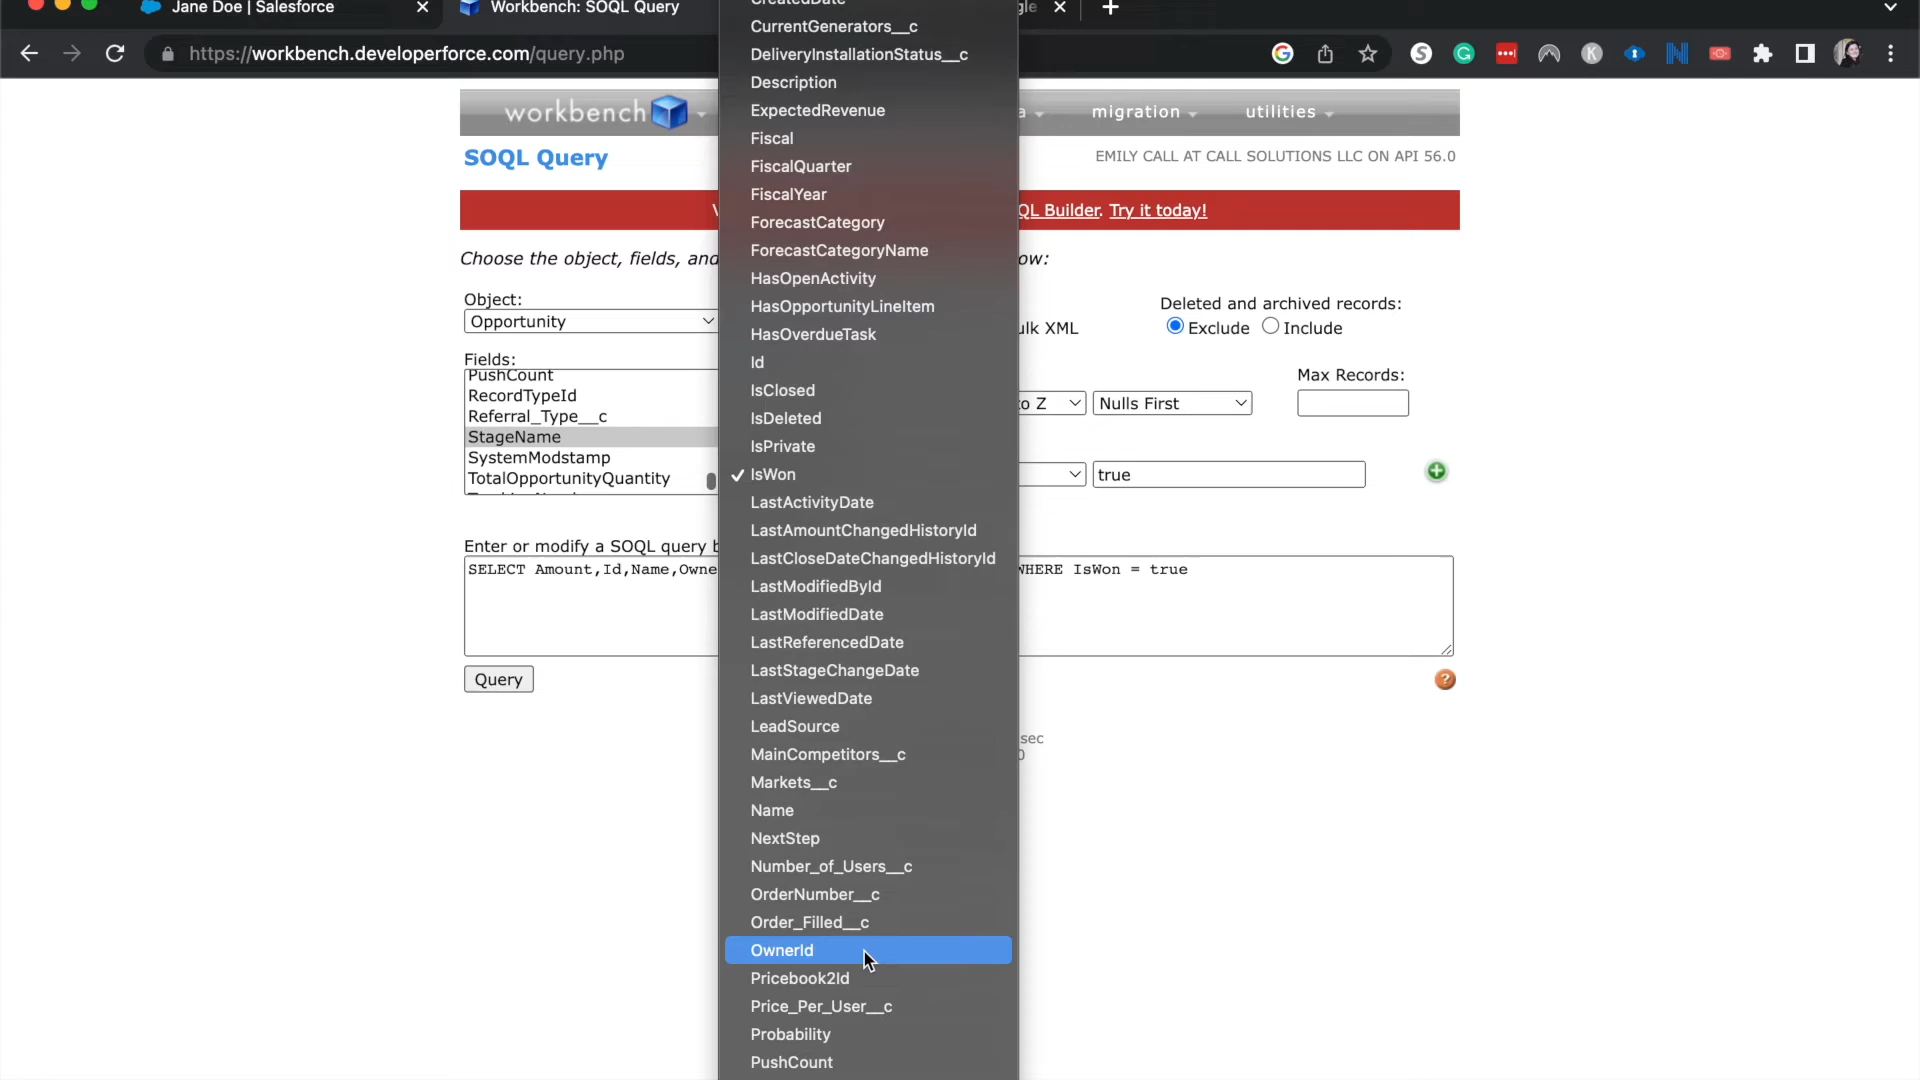 Jane Doe | Salesforce
Workbench: SOQL Query
gle
https://workbench.developerforce.com/query.php
workbench
a
migration
utilities
SOQL Query
EMILY CALL AT CALL SOLUTIONS LLC ON API 56.0
QL Builder. Try it today!
Choose the object, fields, and
ow:
Object:
Opportunity
ulk XML
Deleted and archived records:
Exclude
Include
Fields:
PushCount
RecordTypeId
Referral_Type__c
StageName
SystemModstamp
TotalOpportunityQuantity
o Z
Nulls First
Max Records:
true
Enter or modify a SOQL query b
SELECT Amount,Id,Name,Owne
WHERE IsWon = true
Query
sec
0
CreatedDate
CurrentGenerators__c
DeliveryInstallationStatus__c
Description
ExpectedRevenue
Fiscal
FiscalQuarter
FiscalYear
ForecastCategory
ForecastCategoryName
HasOpenActivity
HasOpportunityLineItem
HasOverdueTask
Id
IsClosed
IsDeleted
IsPrivate
IsWon
LastActivityDate
LastAmountChangedHistoryId
LastCloseDateChangedHistoryId
LastModifiedById
LastModifiedDate
LastReferencedDate
LastStageChangeDate
LastViewedDate
LeadSource
MainCompetitors__c
Markets__c
Name
NextStep
Number_of_Users__c
OrderNumber__c
Order_Filled__c
OwnerId
Pricebook2Id
Price_Per_User__c
Probability
PushCount